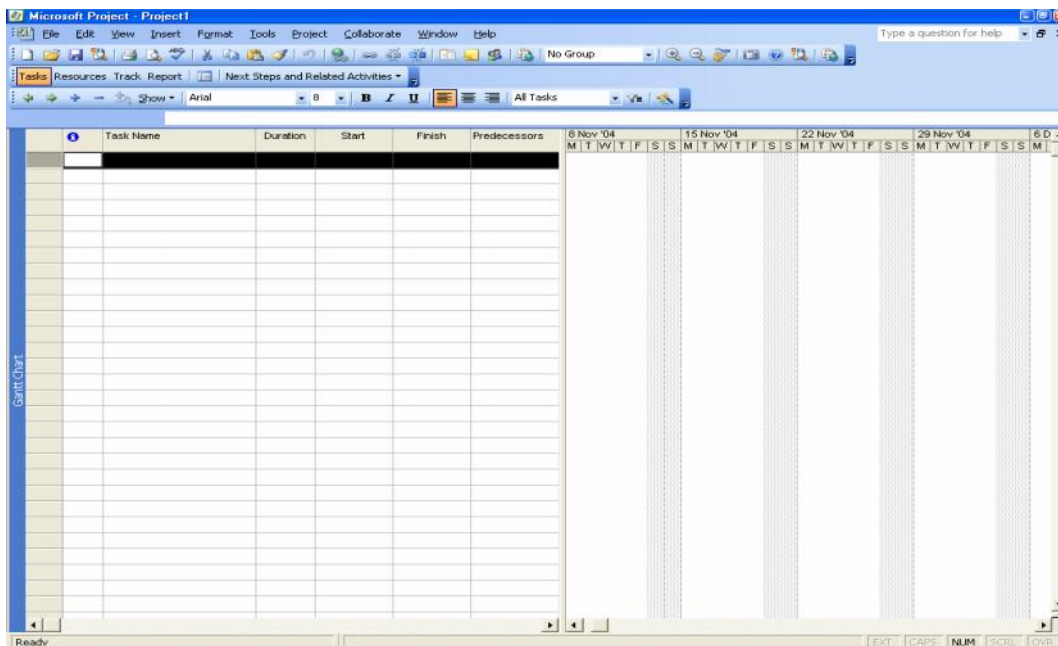 Microsoft Project - Project1
File Edit View Insert Format Tools Project Collaborate Window Help Type a question for help
No Group
Tasks Resources Track Report Next Steps and Related Activities
Show Arial 8 B I U All Tasks
Task Name Duration Start Finish Predecessors 8 Nov '04 15 Nov '04 22 Nov '04 29 Nov '04 6 D
M T W T F S S M T W T F S S M T W T F S S M T W T F S S M
Gantt Chart
Ready EXT CAPS NUM SCRL OVR